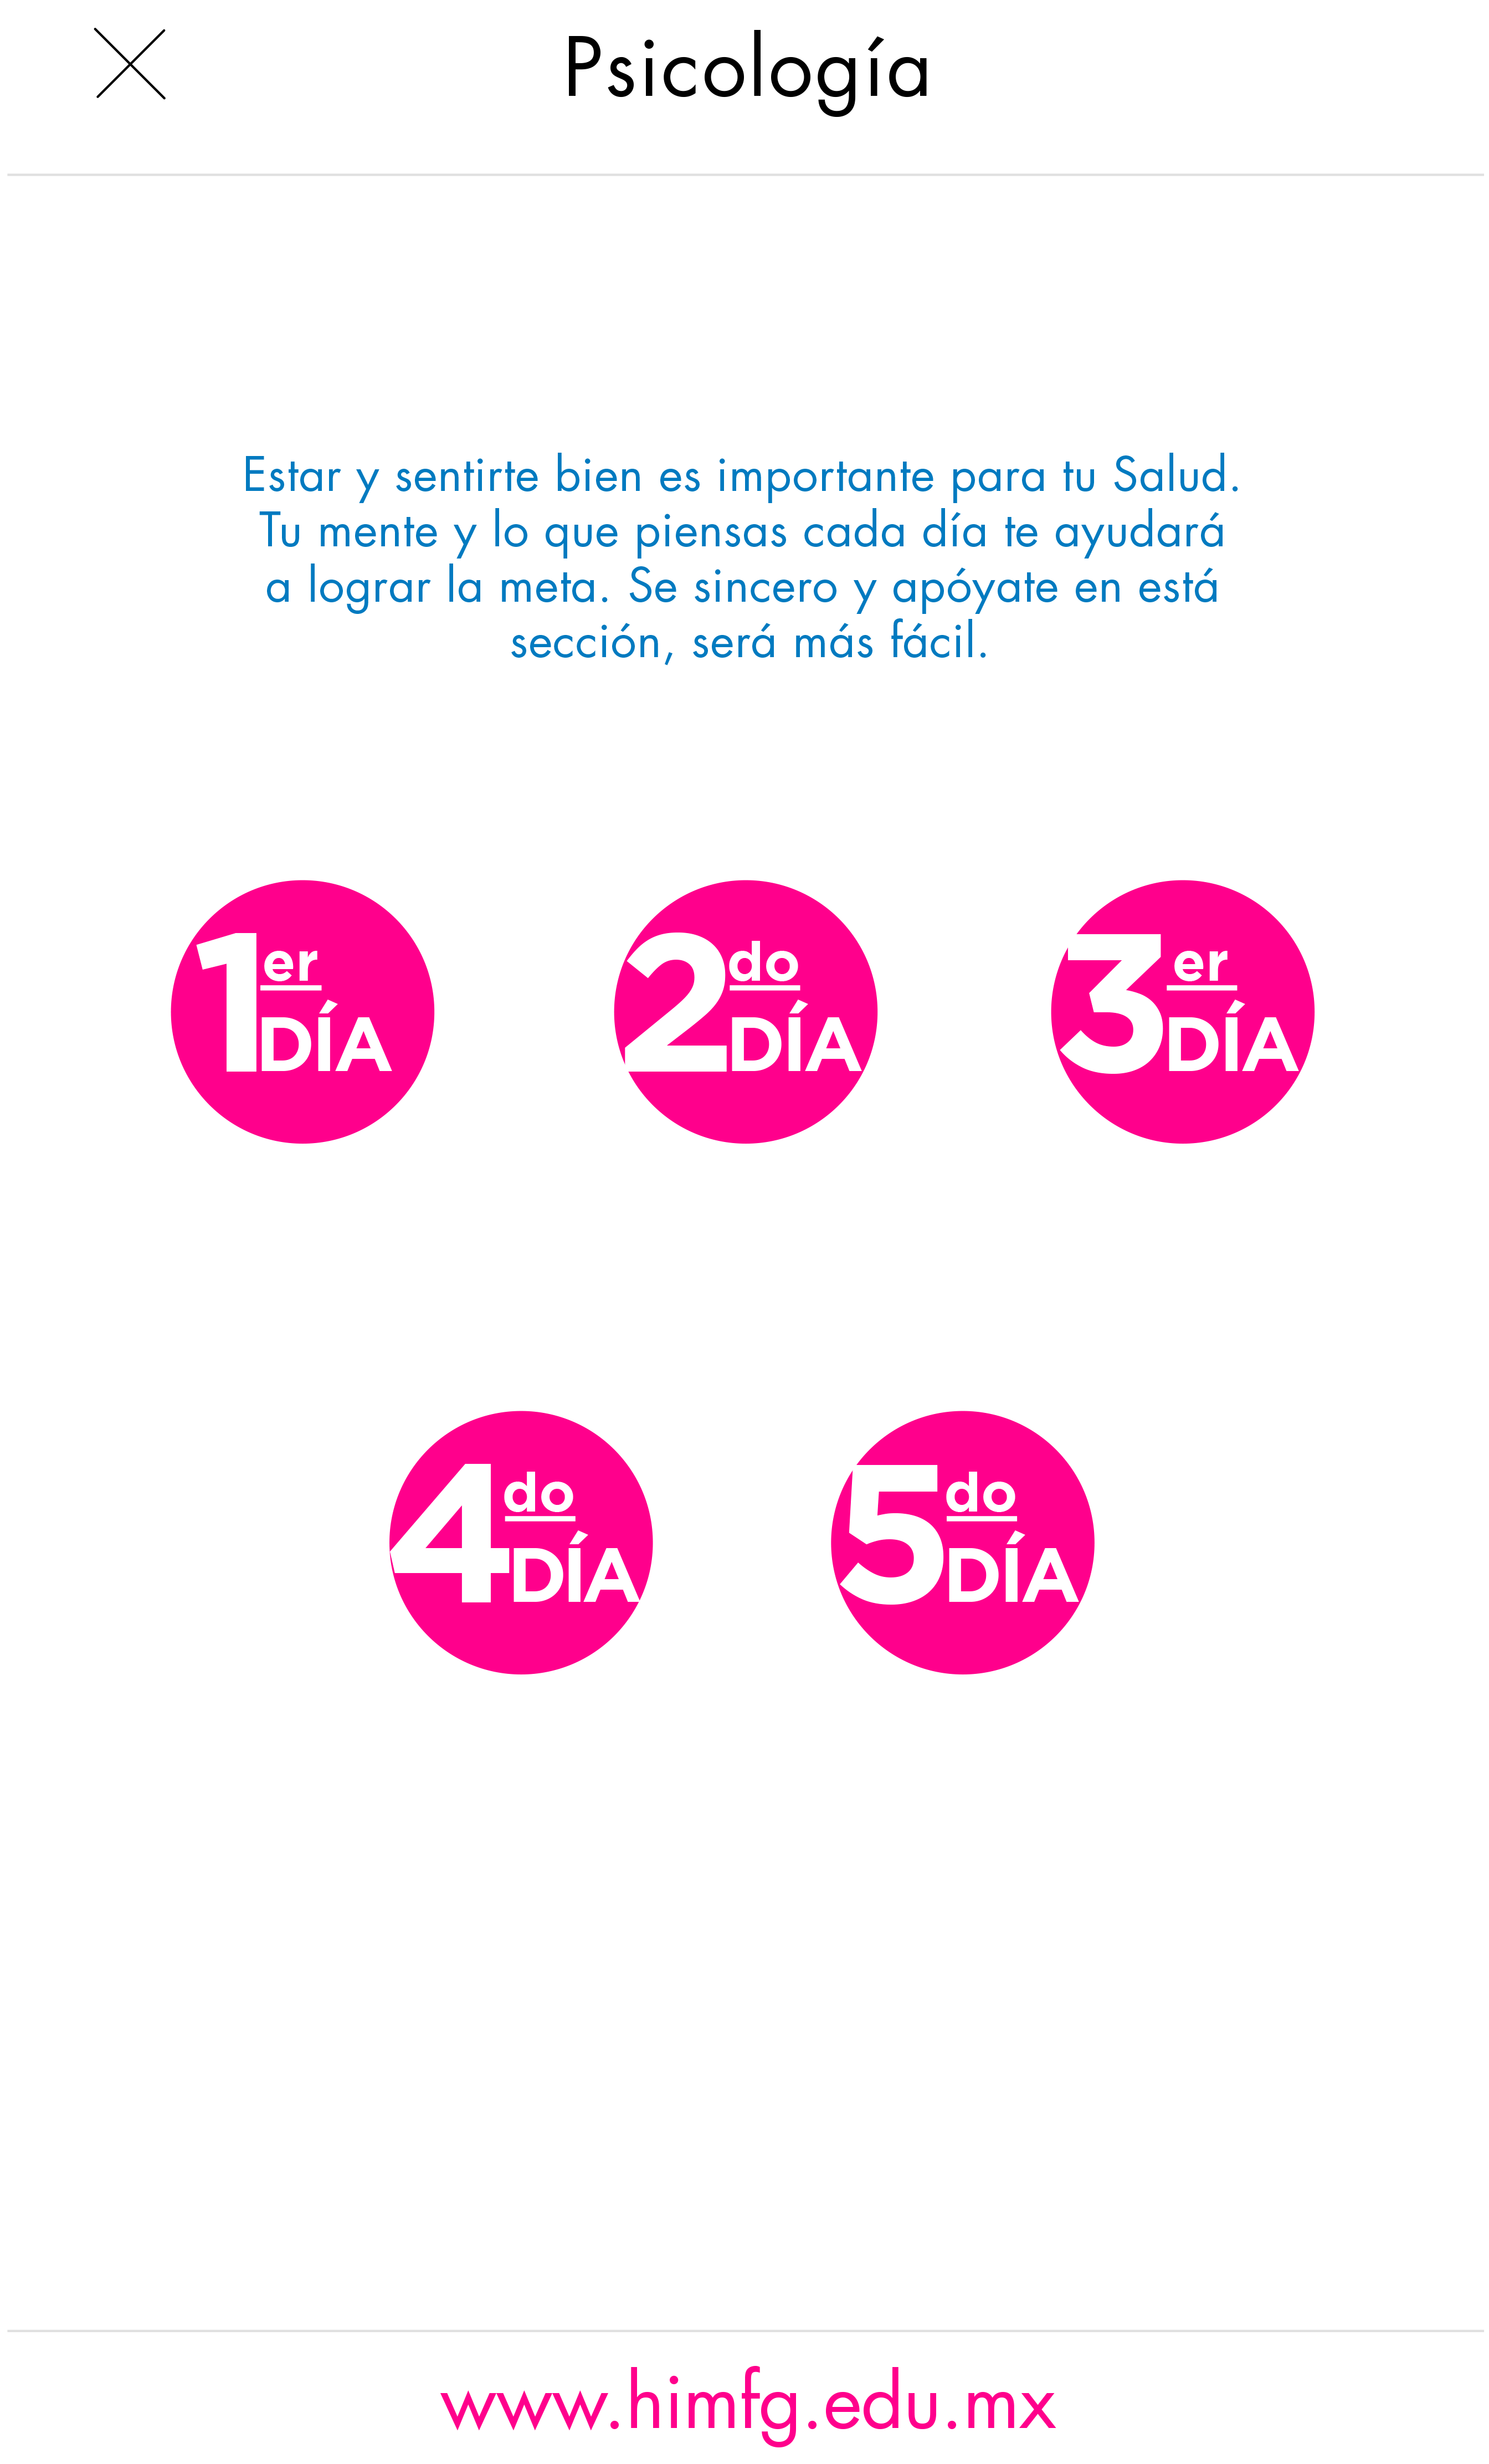 Psicología
Estar y sentirte bien es importante para tu Salud.
Tu mente y lo que piensas cada día te ayudará
a lograr la meta. Se sincero y apóyate en está
sección, será más fácil.
1er DÍA
2do DÍA
3er DÍA
4do DÍA
5do DÍA
www.himfg.edu.mx